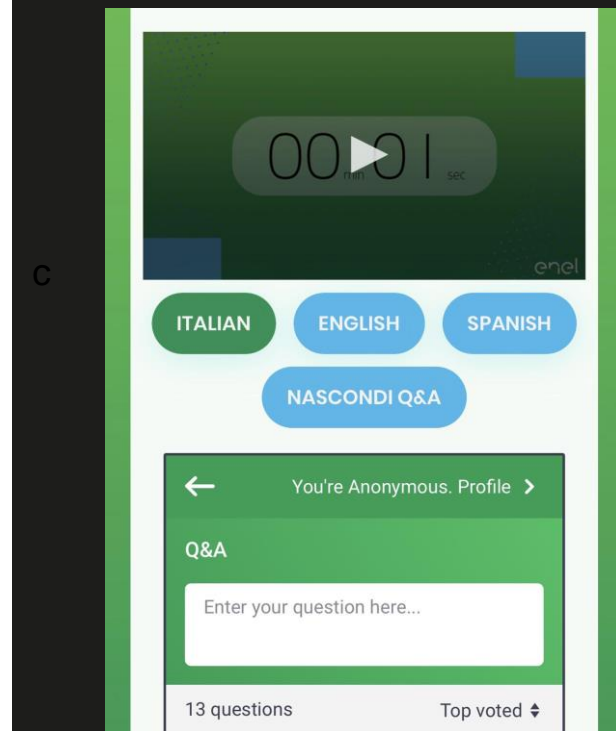 00 min 01 sec
enel
C
ITALIAN
ENGLISH
SPANISH
NASCONDI Q&A
You're Anonymous. Profile
Q&A
Enter your question here...
13 questions
Top voted